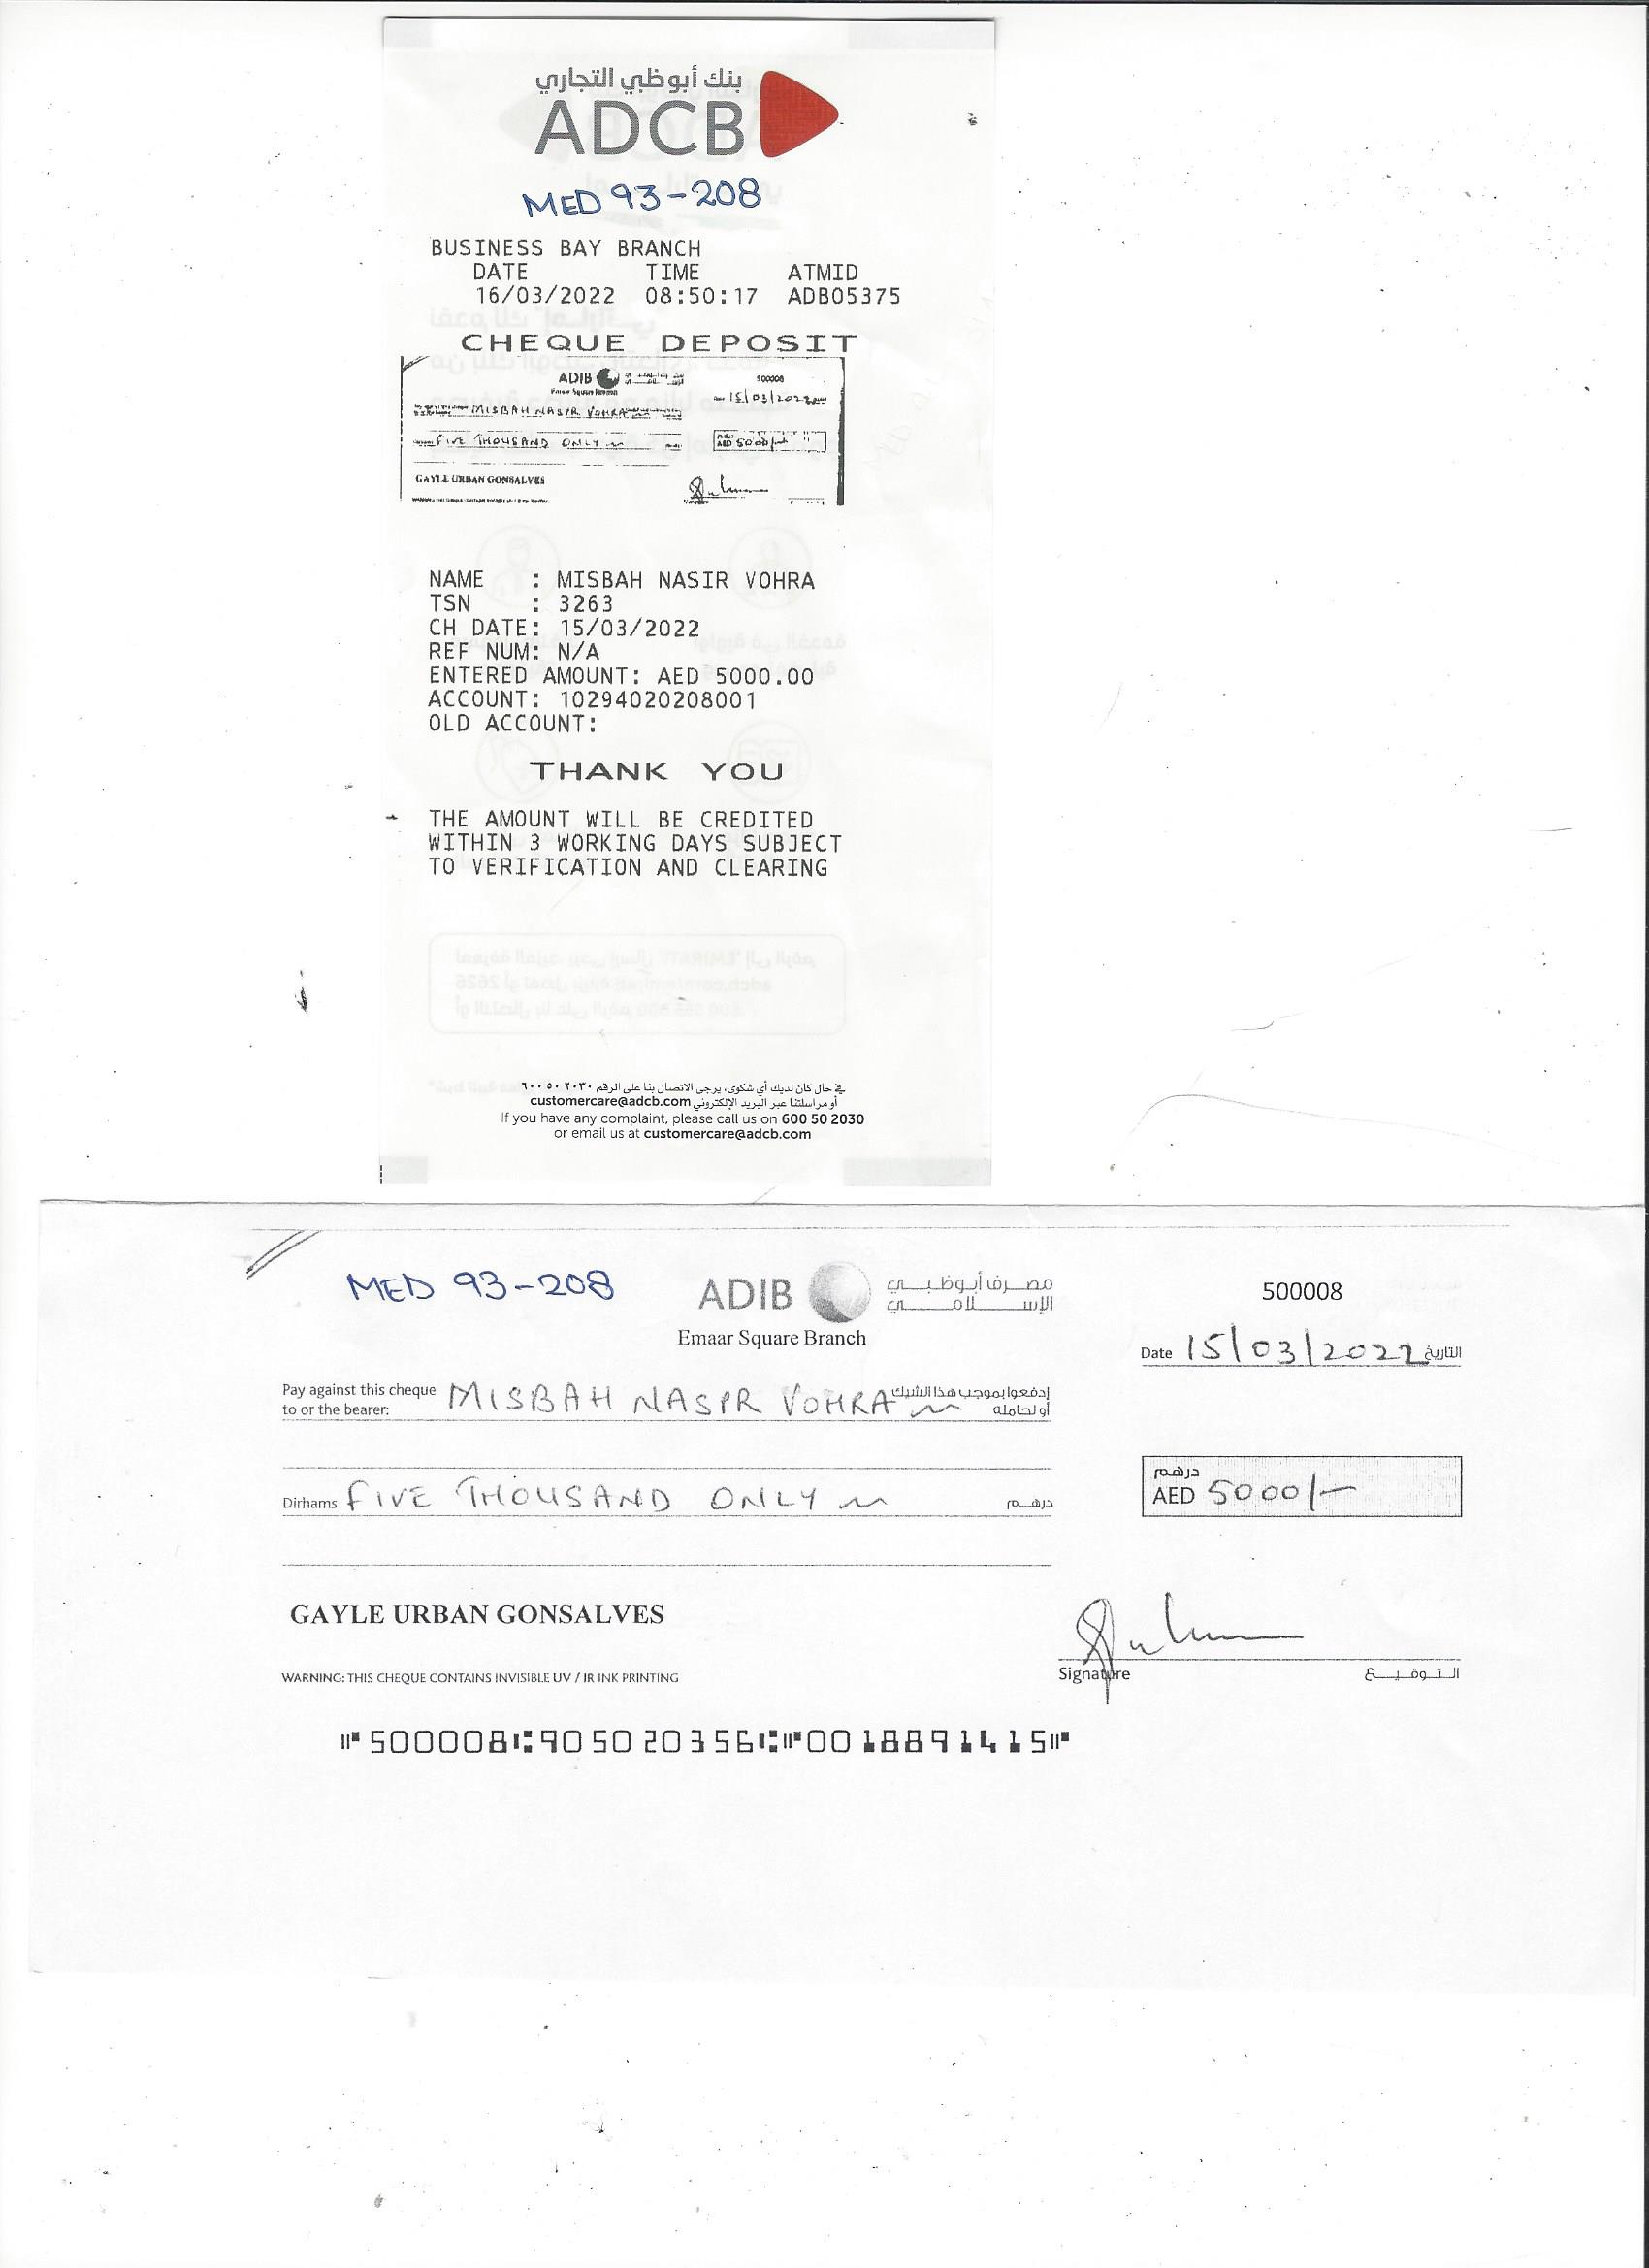 بنك أبوظبي التجاري
ADCB
MED 93-208
BUSINESS BAY BRANCH
DATE TIME ATMID
16/03/2022 08:50:17 ADB05375
CHEQUE DEPOSIT
ADIB
500008
Emaar Square Branch
15/03/2022
MISBAH NASIR VOHRA
FIVE THOUSAND ONLY
AED 5000/-
GAYLE URBAN GONSALVES
NAME : MISBAH NASIR VOHRA
TSN : 3263
CH DATE: 15/03/2022
REF NUM: N/A
ENTERED AMOUNT: AED 5000.00
ACCOUNT: 10294020208001
OLD ACCOUNT:
THANK YOU
THE AMOUNT WILL BE CREDITED
WITHIN 3 WORKING DAYS SUBJECT
TO VERIFICATION AND CLEARING
في حال كان لديك أي شكوى، يرجى الاتصال بنا على الرقم ٦٠٠ ٥٠ ٢٠٣٠
أو مراسلتنا عبر البريد الإلكتروني customercare@adcb.com
If you have any complaint, please call us on 600 50 2030
or email us at customercare@adcb.com
MED 93-208
ADIB مصرف أبوظبي
الإسلامي
500008
Emaar Square Branch
Date 15/03/2022 التاريخ
Pay against this cheque MISBAH NASIR VOHRA إدفعوا بموجب هذا الشيك
to or the bearer: أو لحامله
Dirhams FIVE THOUSAND ONLY درهم
درهم
AED 5000/-
GAYLE URBAN GONSALVES
Signature التوقيع
WARNING: THIS CHEQUE CONTAINS INVISIBLE UV / IR INK PRINTING
⑈500008⑆905020356⑆⑈0018891415⑈